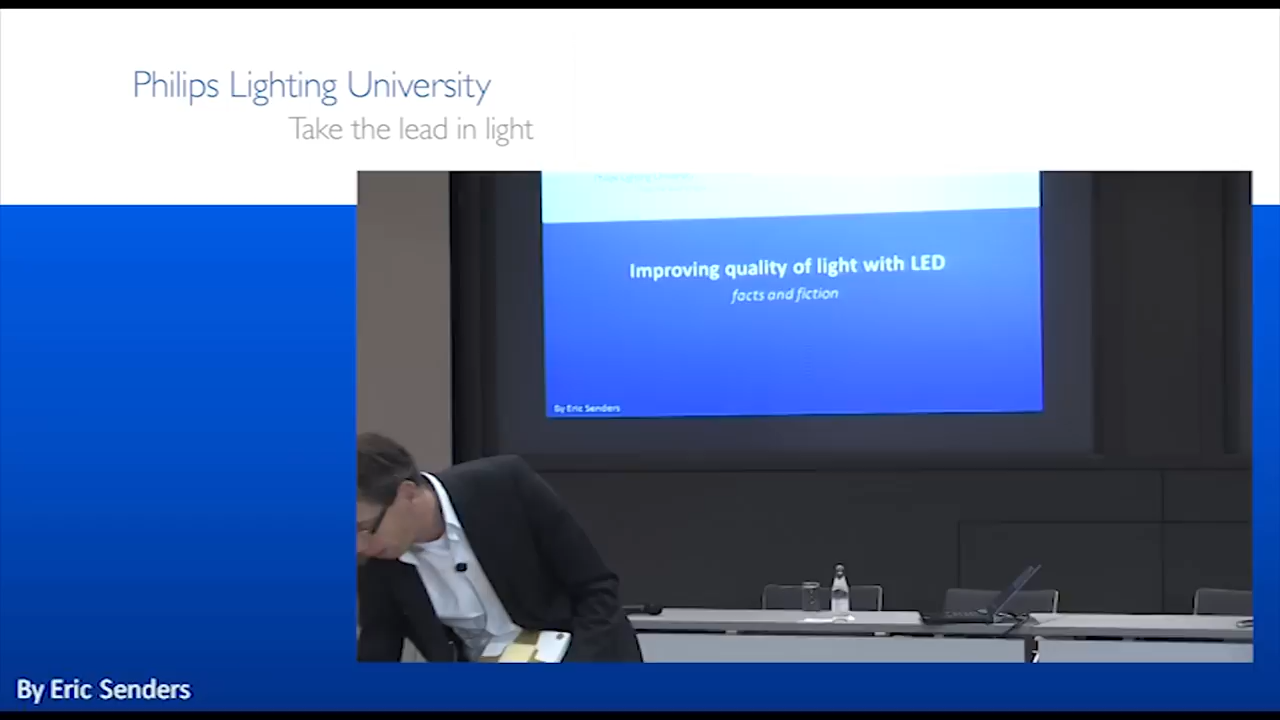 Philips Lighting University
Take the lead in light
Improving quality of light with LED
facts and fiction
By Eric Senders
By Eric Senders